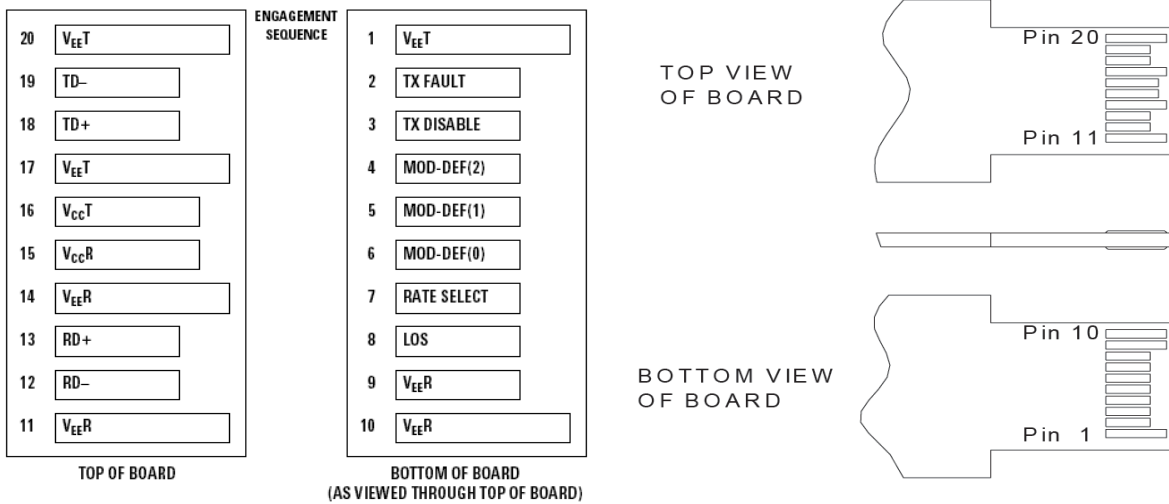 ENGAGEMENT
SEQUENCE
20 VEET
19 TD–
18 TD+
17 VEET
16 VCCT
15 VCCR
14 VEER
13 RD+
12 RD–
11 VEER
TOP OF BOARD
1 VEET
2 TX FAULT
3 TX DISABLE
4 MOD-DEF(2)
5 MOD-DEF(1)
6 MOD-DEF(0)
7 RATE SELECT
8 LOS
9 VEER
10 VEER
BOTTOM OF BOARD
(AS VIEWED THROUGH TOP OF BOARD)
TOP VIEW
OF BOARD
Pin 20
Pin 11
BOTTOM VIEW
OF BOARD
Pin 10
Pin 1